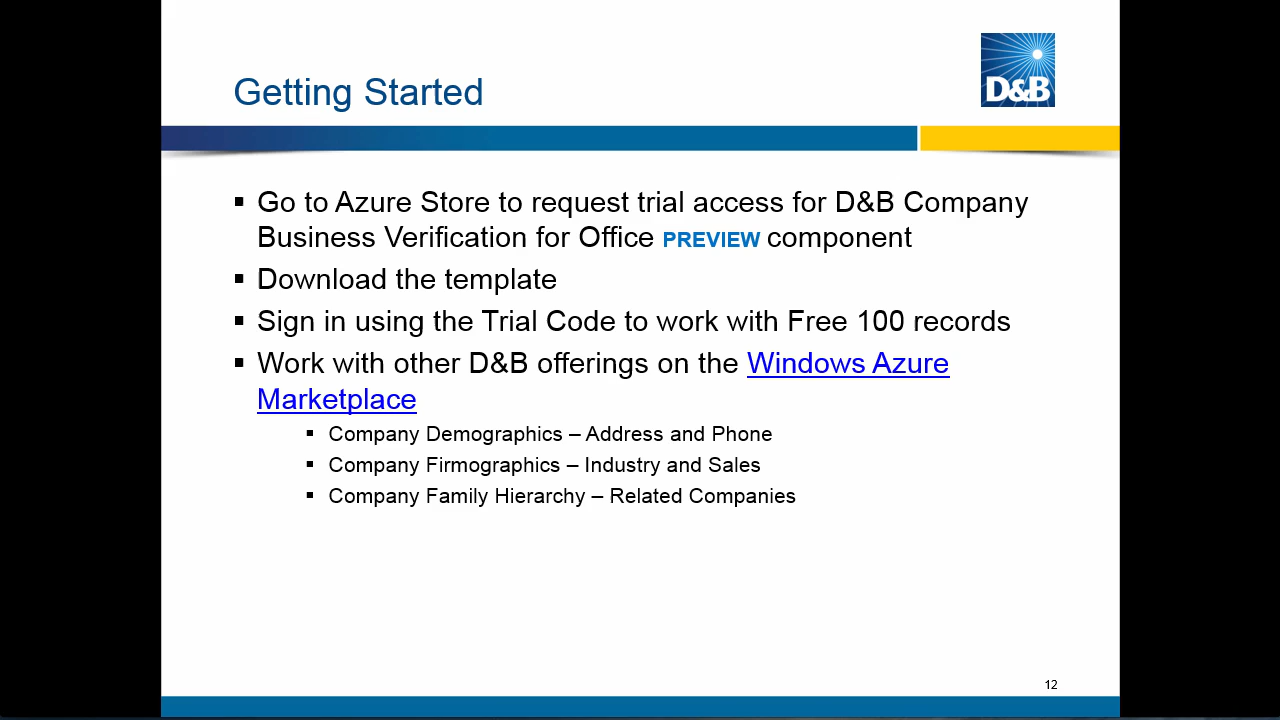 Getting Started
D&B
▪ Go to Azure Store to request trial access for D&B Company
Business Verification for Office PREVIEW component
▪ Download the template
▪ Sign in using the Trial Code to work with Free 100 records
▪ Work with other D&B offerings on the Windows Azure
Marketplace
▪ Company Demographics – Address and Phone
▪ Company Firmographics – Industry and Sales
▪ Company Family Hierarchy – Related Companies
12